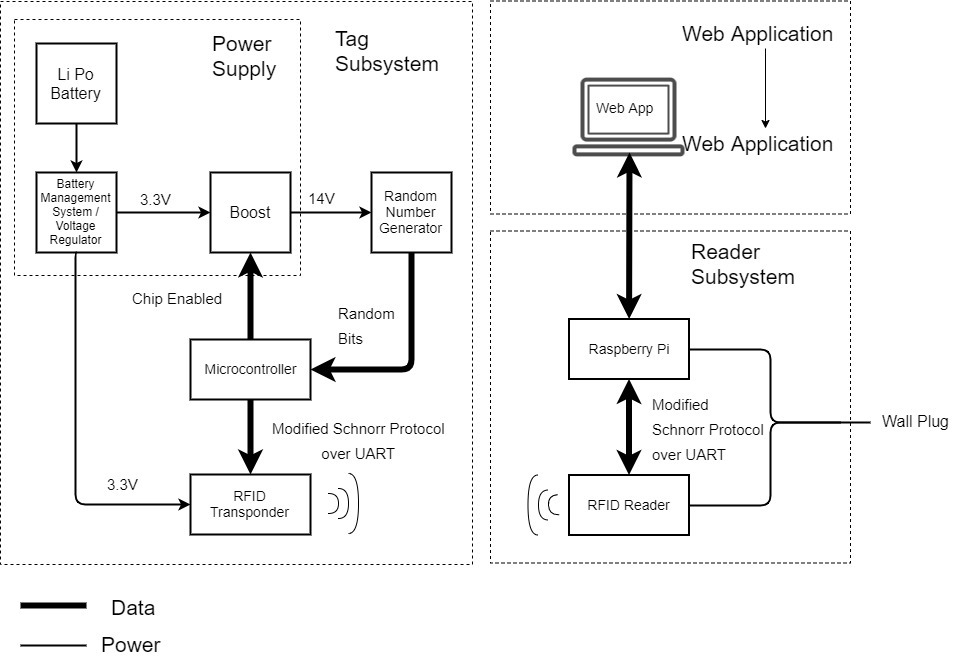 Power
Supply
Tag
Subsystem
Li Po
Battery
Battery
Management
System /
Voltage
Regulator
3.3V
Boost
14V
Random
Number
Generator
Chip Enabled
Random
Bits
Microcontroller
Modified Schnorr Protocol
over UART
3.3V
RFID
Transponder
Web Application
Web App
Web Application
Reader
Subsystem
Raspberry Pi
Modified
Schnorr Protocol
over UART
Wall Plug
RFID Reader
Data
Power